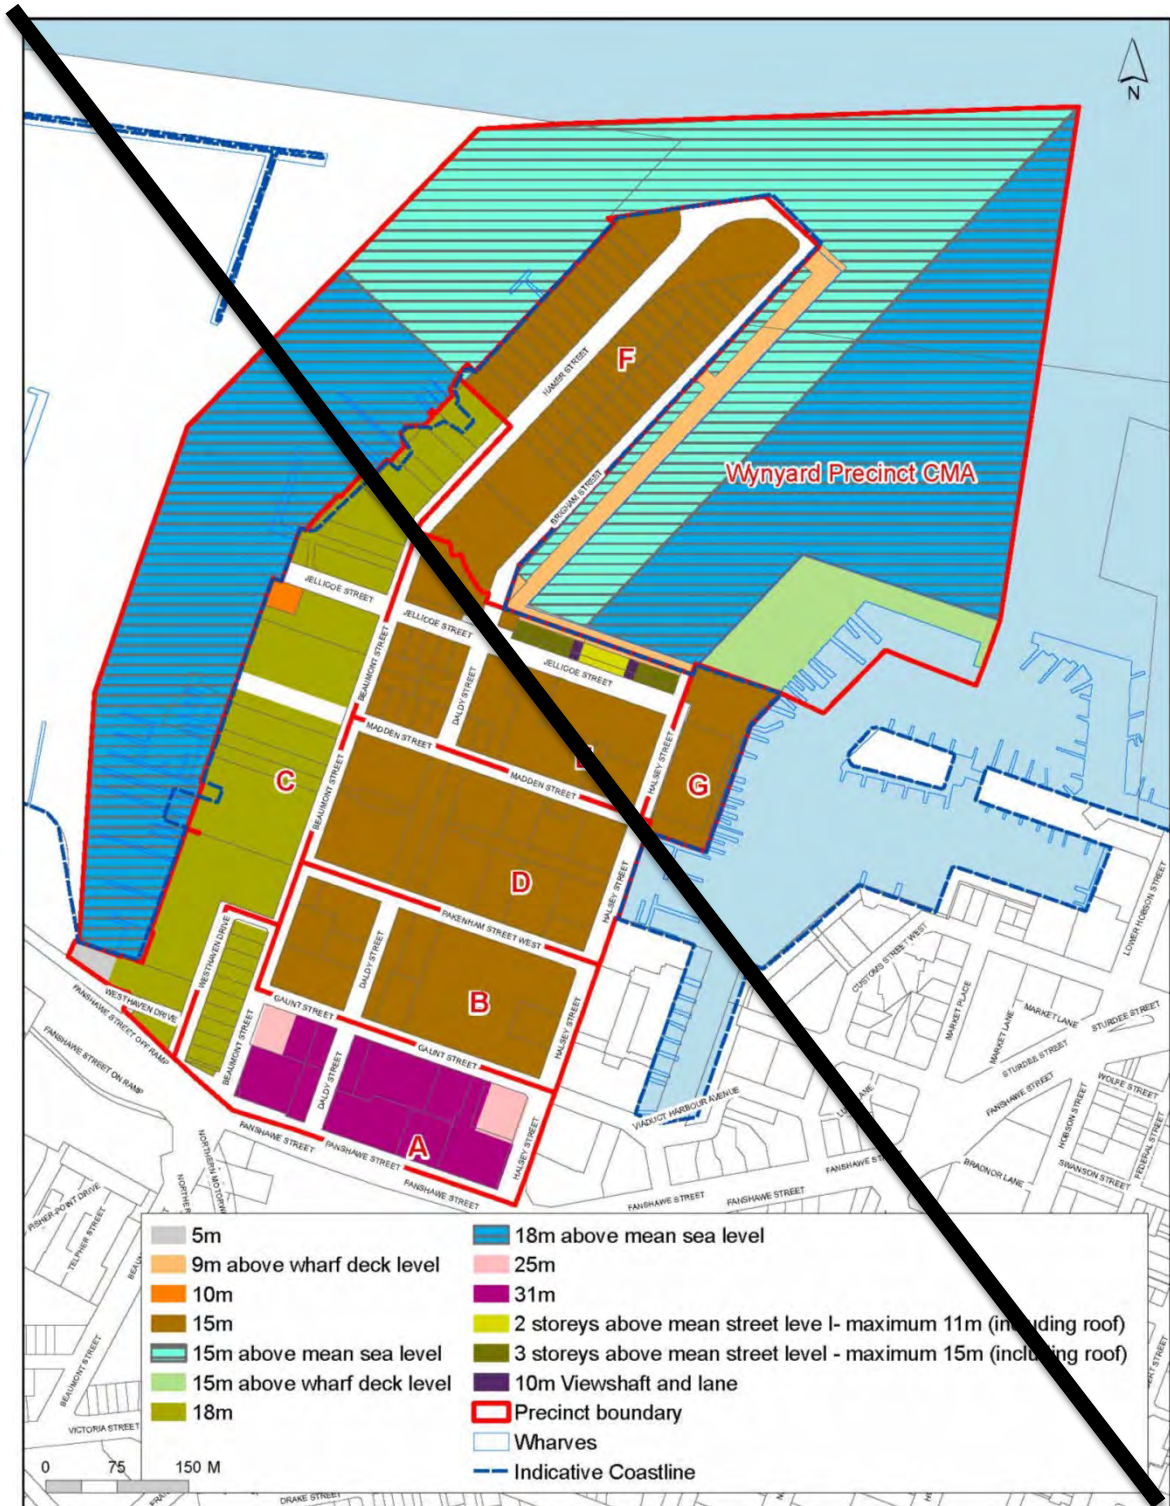 N
F
HAMER STREET
BRIGHAM STREET
Wynyard Precinct CMA
JELLICOE STREET
JELLICOE STREET
JELLICOE STREET
BEAUMONT STREET
DALDY STREET
MADDEN STREET
MADDEN STREET
HALSEY STREET
G
C
BEAUMONT STREET
D
HALSEY STREET
PAKENHAM STREET WEST
WESTHAVEN DRIVE
DALDY STREET
B
LOWER HOBSON STREET
CUSTOMS STREET WEST
MARKET PLACE
MARKET LANE
MARKET LANE
STURDEE STREET
STURDEE STREET
WESTHAVEN DRIVE
FANSHAWE STREET OFF RAMP
FANSHAWE STREET ON RAMP
GAUNT STREET
GAUNT STREET
BEAUMONT STREET
DALDY STREET
HALSEY STREET
HALSEY STREET
VIADUCT HARBOUR AVENUE
FANSHAWE STREET
WOLFE STREET
HOBSON STREET
FEDERAL STREET
SWANSON STREET
BRADNOR LANE
A
FANSHAWE STREET
FANSHAWE STREET
FANSHAWE STREET
FANSHAWE STREET
FANSHAWE STREET
FISHER-POINT DRIVE
TELPHER STREET
BEAUMONT STREET
VICTORIA STREET
DRAKE STREET
5m
9m above wharf deck level
10m
15m
15m above mean sea level
15m above wharf deck level
18m
18m above mean sea level
25m
31m
2 storeys above mean street leve l- maximum 11m (including roof)
3 storeys above mean street level - maximum 15m (including roof)
10m Viewshaft and lane
Precinct boundary
Wharves
Indicative Coastline
0 75 150 M